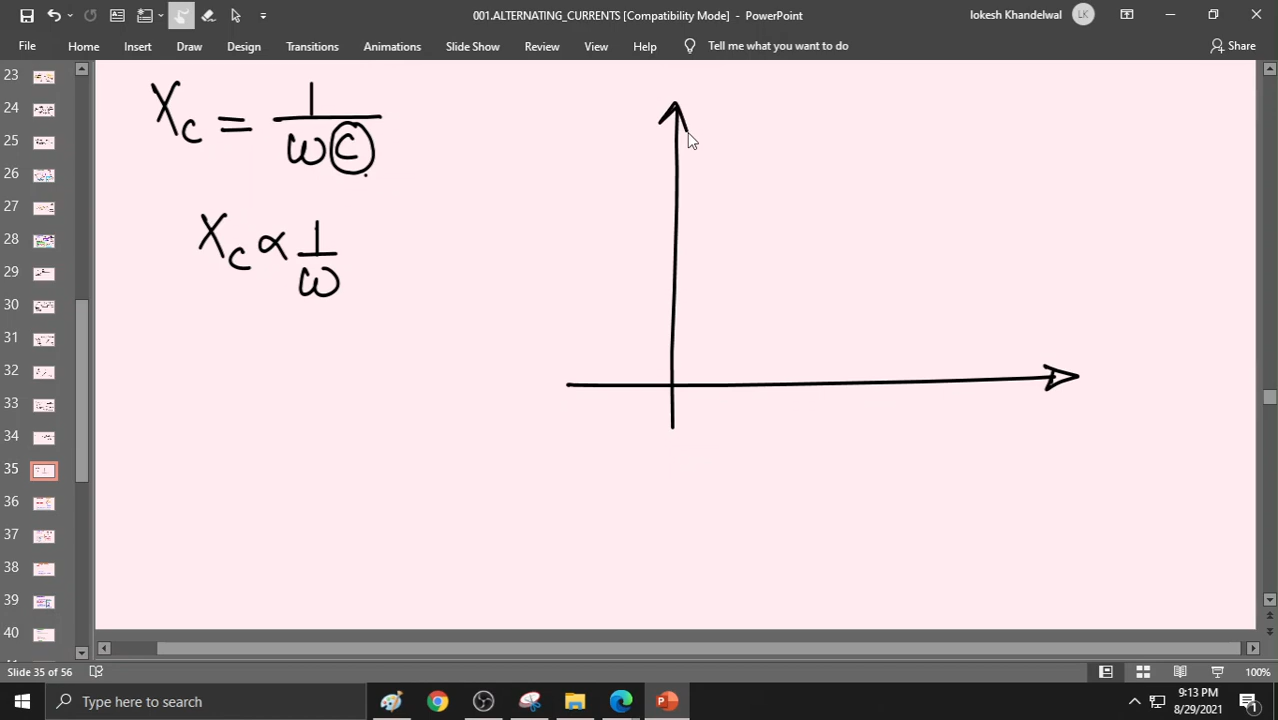 001.ALTERNATING_CURRENTS [Compatibility Mode] - PowerPoint
lokesh Khandelwal LK
File Home Insert Draw Design Transitions Animations Slide Show Review View Help Tell me what you want to do Share
23
24
25
26
27
28
29
30
31
32
33
34
35
36
37
38
39
40
X_C = 1/ωC
X_C ∝ 1/ω
Slide 35 of 56
100%
Type here to search
9:13 PM
8/29/2021
1